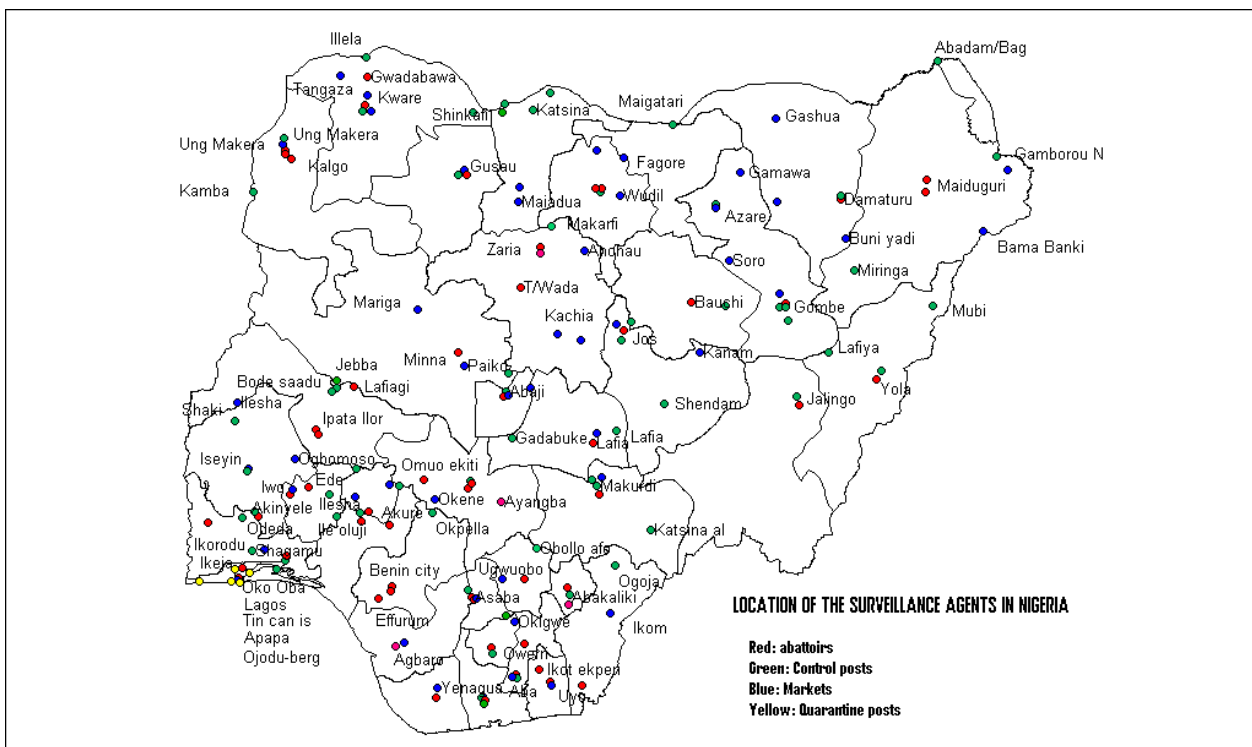 Illela
Abadam/Bag
Gwadabawa
Tangaza
Kware
Katsina
Maigatari
Shinkafi
Gashua
Ung Makera
Ung Makera
Kalgo
Fagore
Gamborou N
Gusau
Gamawa
Kamba
Maiduguri
Wudil
Damaturu
Maiadua
Azare
Makarfi
Buni yadi
Bama Banki
Zaria
Anchau
Soro
Miringa
T/Wada
Mariga
Baushi
Gombe
Mubi
Kachia
Jos
Minna
Paiko
Kanam
Lafiya
Jebba
Bode saadu
Lafiagi
Abaji
Yola
Ilesha
Jalingo
Shaki
Shendam
Ipata Ilor
Gadabuke
Lafia
Lafia
Iseyin
Ogbomoso
Omuo ekiti
Ede
Makurdi
Iwo
Okene
Ayangba
Akinyele
Ilesha
Akure
Okpella
Odeda
Ile oluji
Katsina al
Ikorodu
Shagamu
Obollo afo
Ikeja
Ugwuobo
Ogoja
Benin city
Oko Oba
Asaba
Abakaliki
Lagos
Effurum
Okigwe
Ikom
Tin can is
Apapa
Agbaro
Owerri
Ojodu-berg
Ikot ekpen
Yenagua
Aba
Uyo
LOCATION OF THE SURVEILLANCE AGENTS IN NIGERIA
Red: abattoirs
Green: Control posts
Blue: Markets
Yellow: Quarantine posts